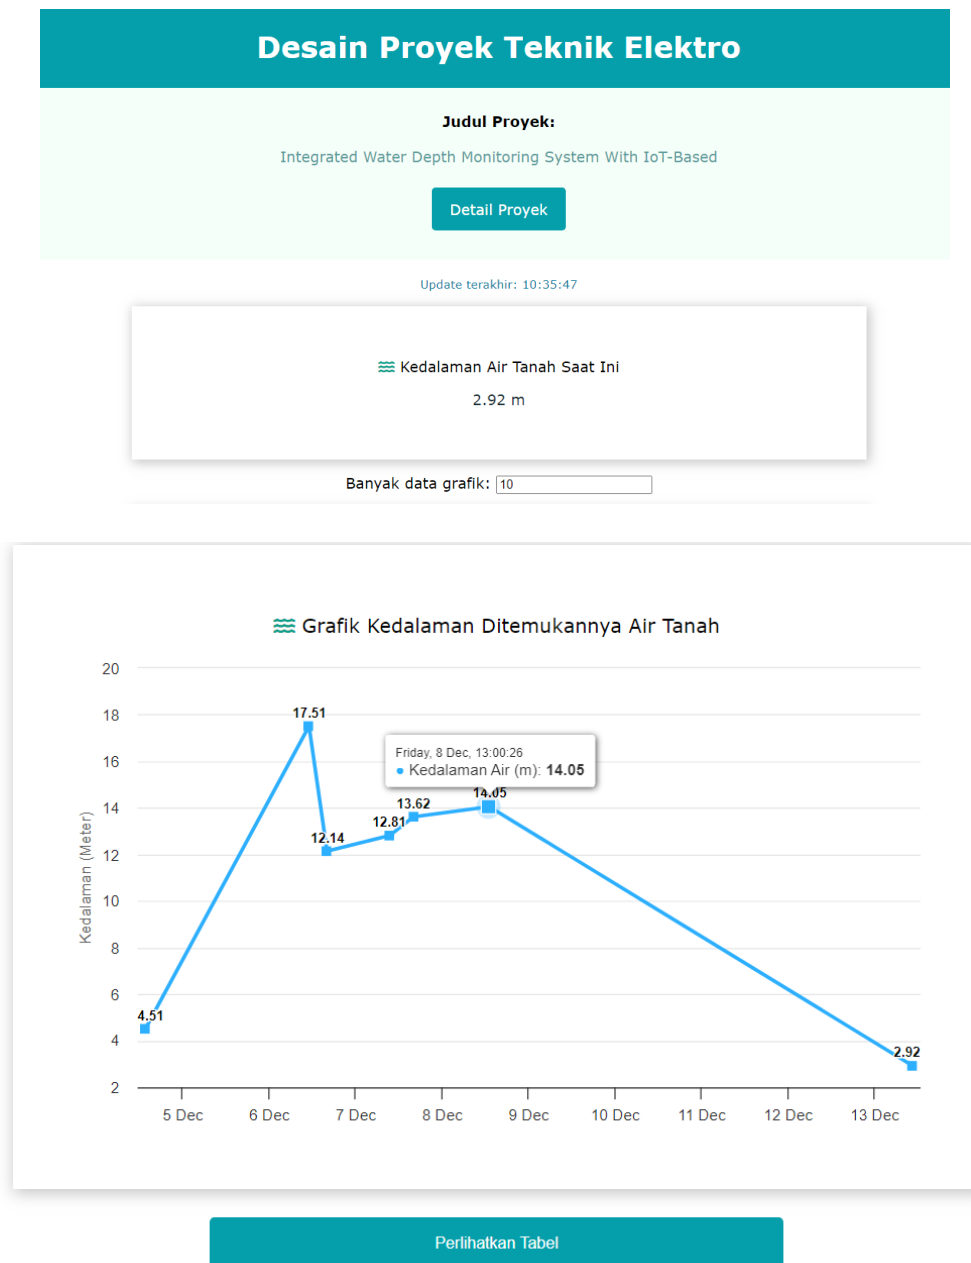 Desain Proyek Teknik Elektro
Judul Proyek:
Integrated Water Depth Monitoring System With IoT-Based
Detail Proyek
Update terakhir: 10:35:47
Kedalaman Air Tanah Saat Ini
2.92 m
Banyak data grafik: 10
Grafik Kedalaman Ditemukannya Air Tanah
Kedalaman (Meter)
20
18
16
14
12
10
8
6
4
2
4.51
17.51
12.14
12.81
13.62
14.05
2.92
Friday, 8 Dec, 13:00:26
Kedalaman Air (m): 14.05
5 Dec 6 Dec 7 Dec 8 Dec 9 Dec 10 Dec 11 Dec 12 Dec 13 Dec
Perlihatkan Tabel